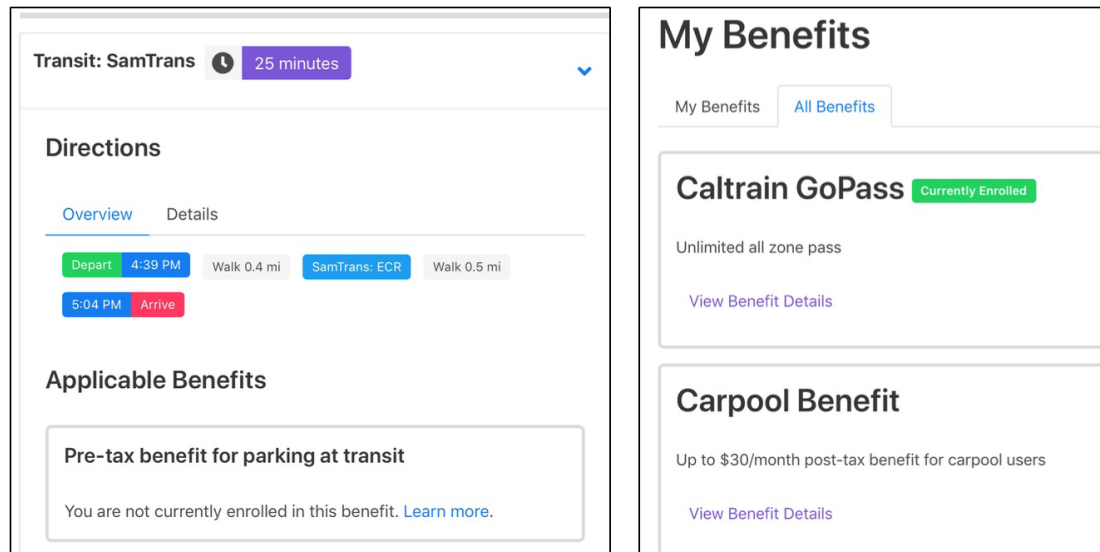 Transit: SamTrans 25 minutes
Directions
Overview Details
Depart 4:39 PM Walk 0.4 mi SamTrans: ECR Walk 0.5 mi
5:04 PM Arrive
Applicable Benefits
Pre-tax benefit for parking at transit
You are not currently enrolled in this benefit. Learn more.
My Benefits
My Benefits All Benefits
Caltrain GoPass Currently Enrolled
Unlimited all zone pass
View Benefit Details
Carpool Benefit
Up to $30/month post-tax benefit for carpool users
View Benefit Details